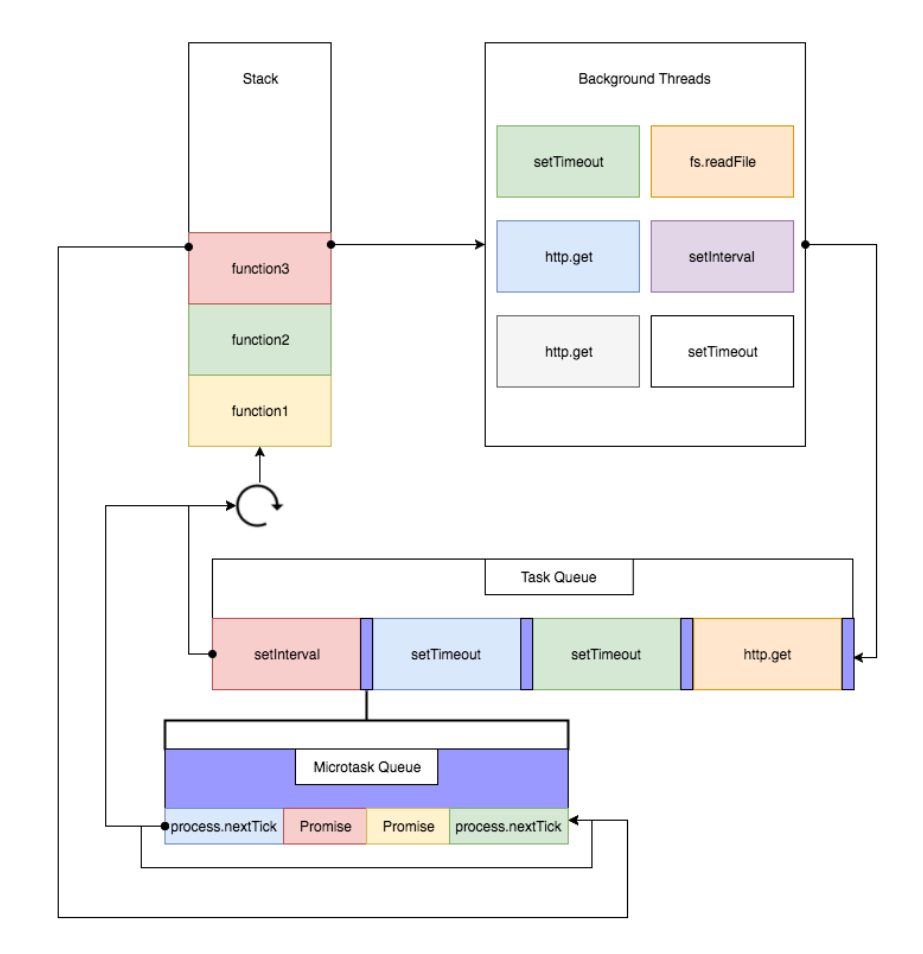 Stack
Background Threads
setTimeout
fs.readFile
function3
http.get
setInterval
function2
http.get
setTimeout
function1
Task Queue
setInterval
setTimeout
setTimeout
http.get
Microtask Queue
process.nextTick
Promise
Promise
process.nextTick